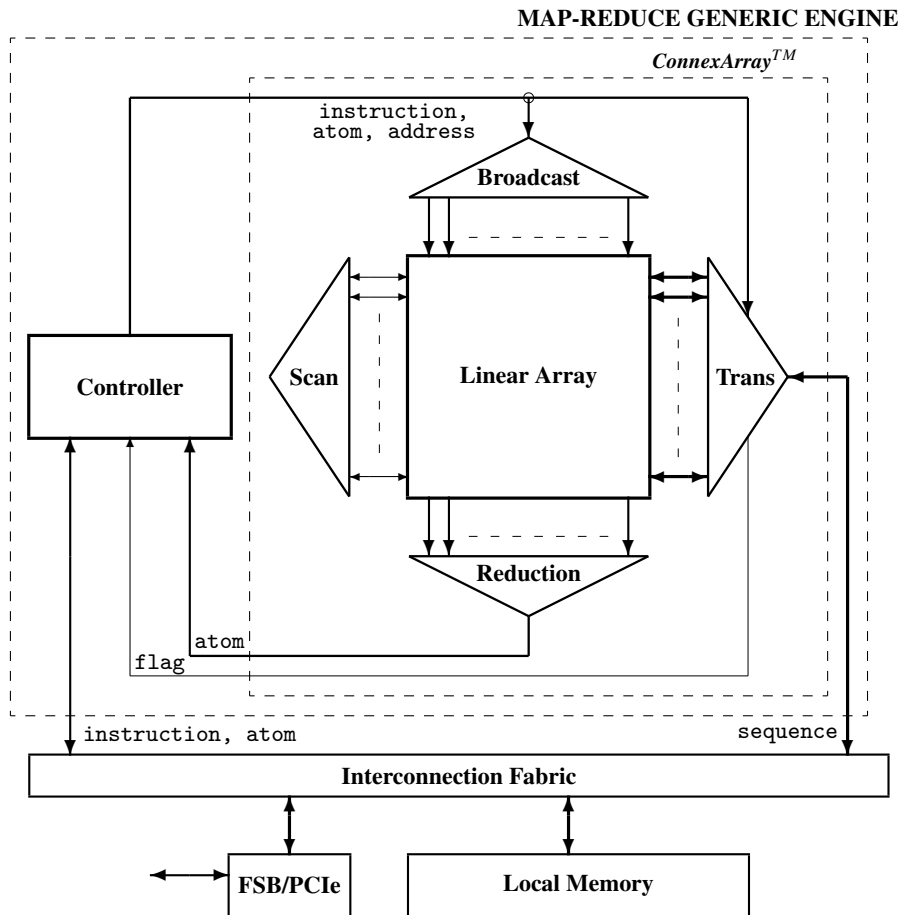 MAP-REDUCE GENERIC ENGINE
ConnexArray™
instruction,
atom, address
Broadcast
Controller
Scan
Linear Array
Trans
Reduction
atom
flag
instruction, atom
sequence
Interconnection Fabric
FSB/PCIe
Local Memory